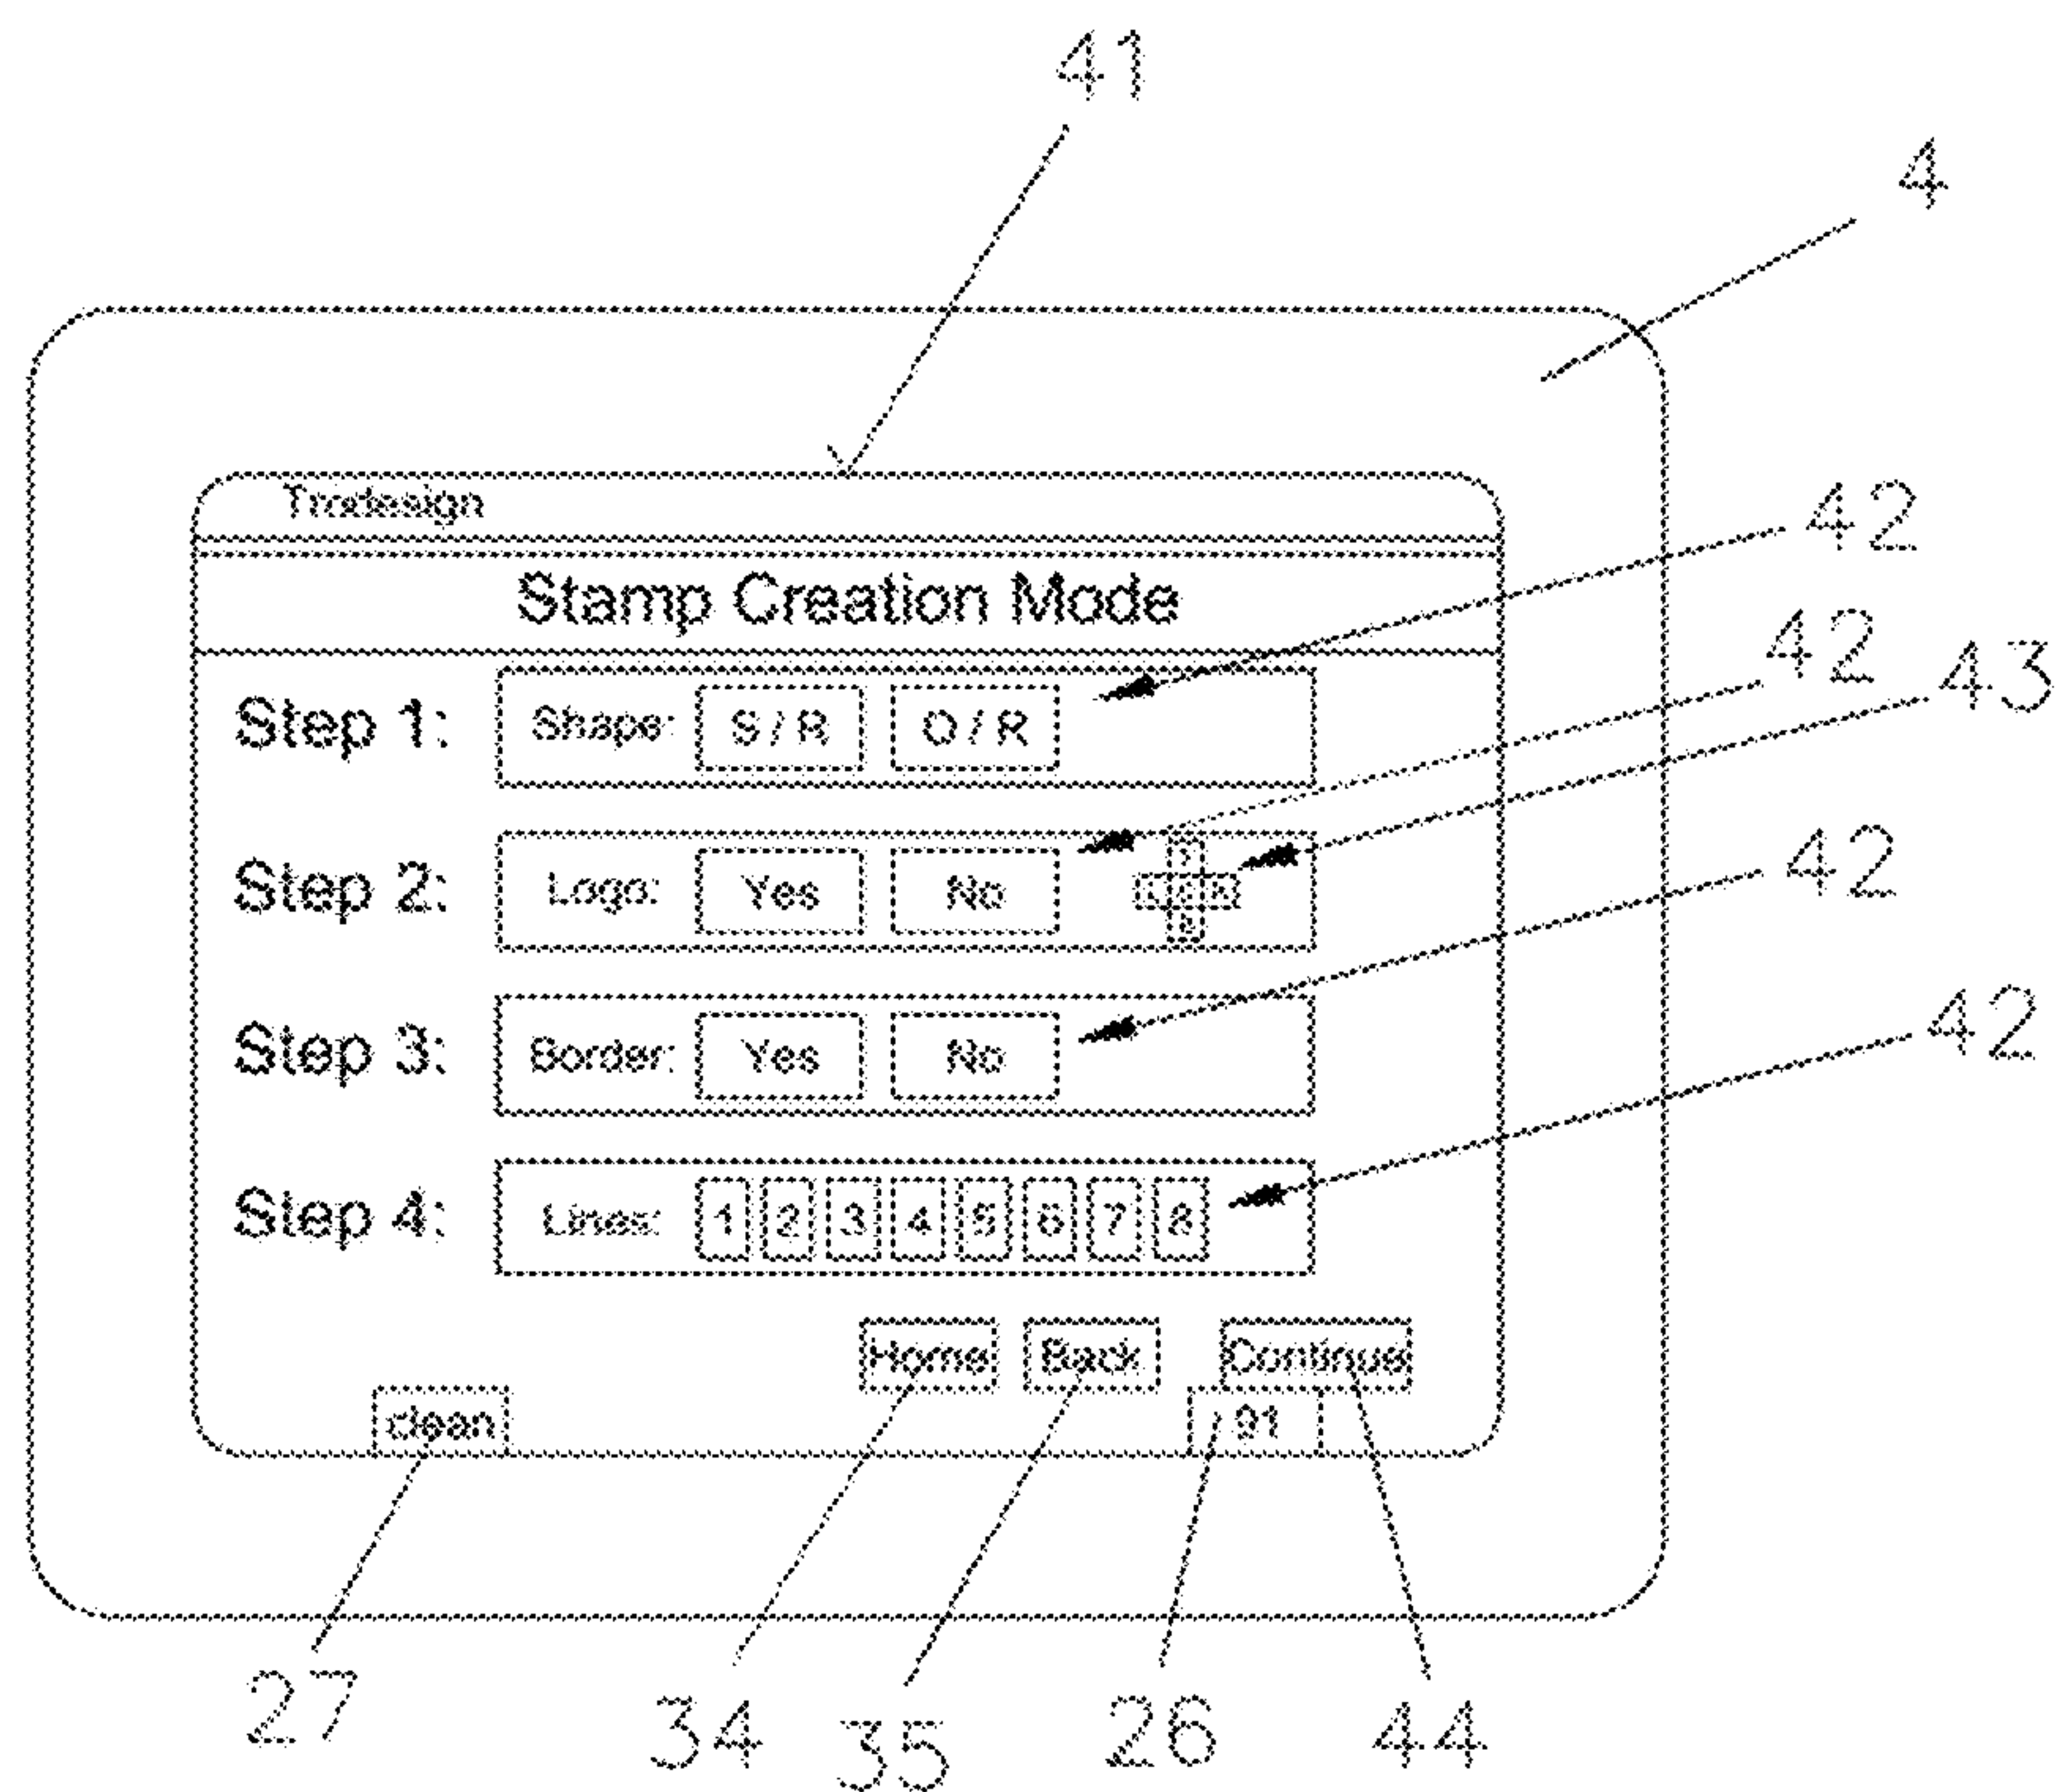 41
4
Trodesign
42
Stamp Creation Mode
42
43
Step 1: Shape: S / R O / R
Step 2: Logo: Yes No
42
Step 3: Border: Yes No
42
Step 4: Lines: 1 2 3 4 5 6 7 8
Home Back Continue
clean 91
27 34 35 26 44